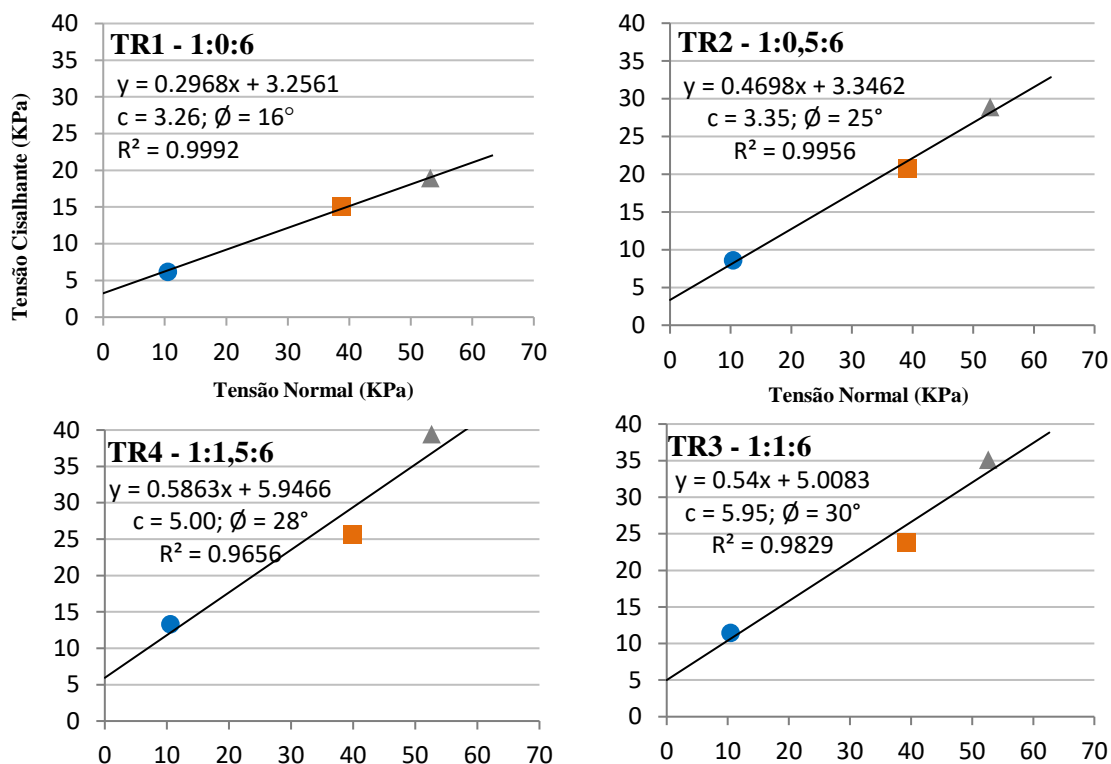 TR1 - 1:0:6
y = 0.2968x + 3.2561
c = 3.26; Ø = 16°
R² = 0.9992
Tensão Cisalhante (KPa)
40
35
30
25
20
15
10
5
0
0 10 20 30 40 50 60 70
Tensão Normal (KPa)
TR2 - 1:0,5:6
y = 0.4698x + 3.3462
c = 3.35; Ø = 25°
R² = 0.9956
40
35
30
25
20
15
10
5
0
0 10 20 30 40 50 60 70
Tensão Normal (KPa)
TR4 - 1:1,5:6
y = 0.5863x + 5.9466
c = 5.00; Ø = 28°
R² = 0.9656
40
35
30
25
20
15
10
5
0
0 10 20 30 40 50 60 70
TR3 - 1:1:6
y = 0.54x + 5.0083
c = 5.95; Ø = 30°
R² = 0.9829
40
35
30
25
20
15
10
5
0
0 10 20 30 40 50 60 70